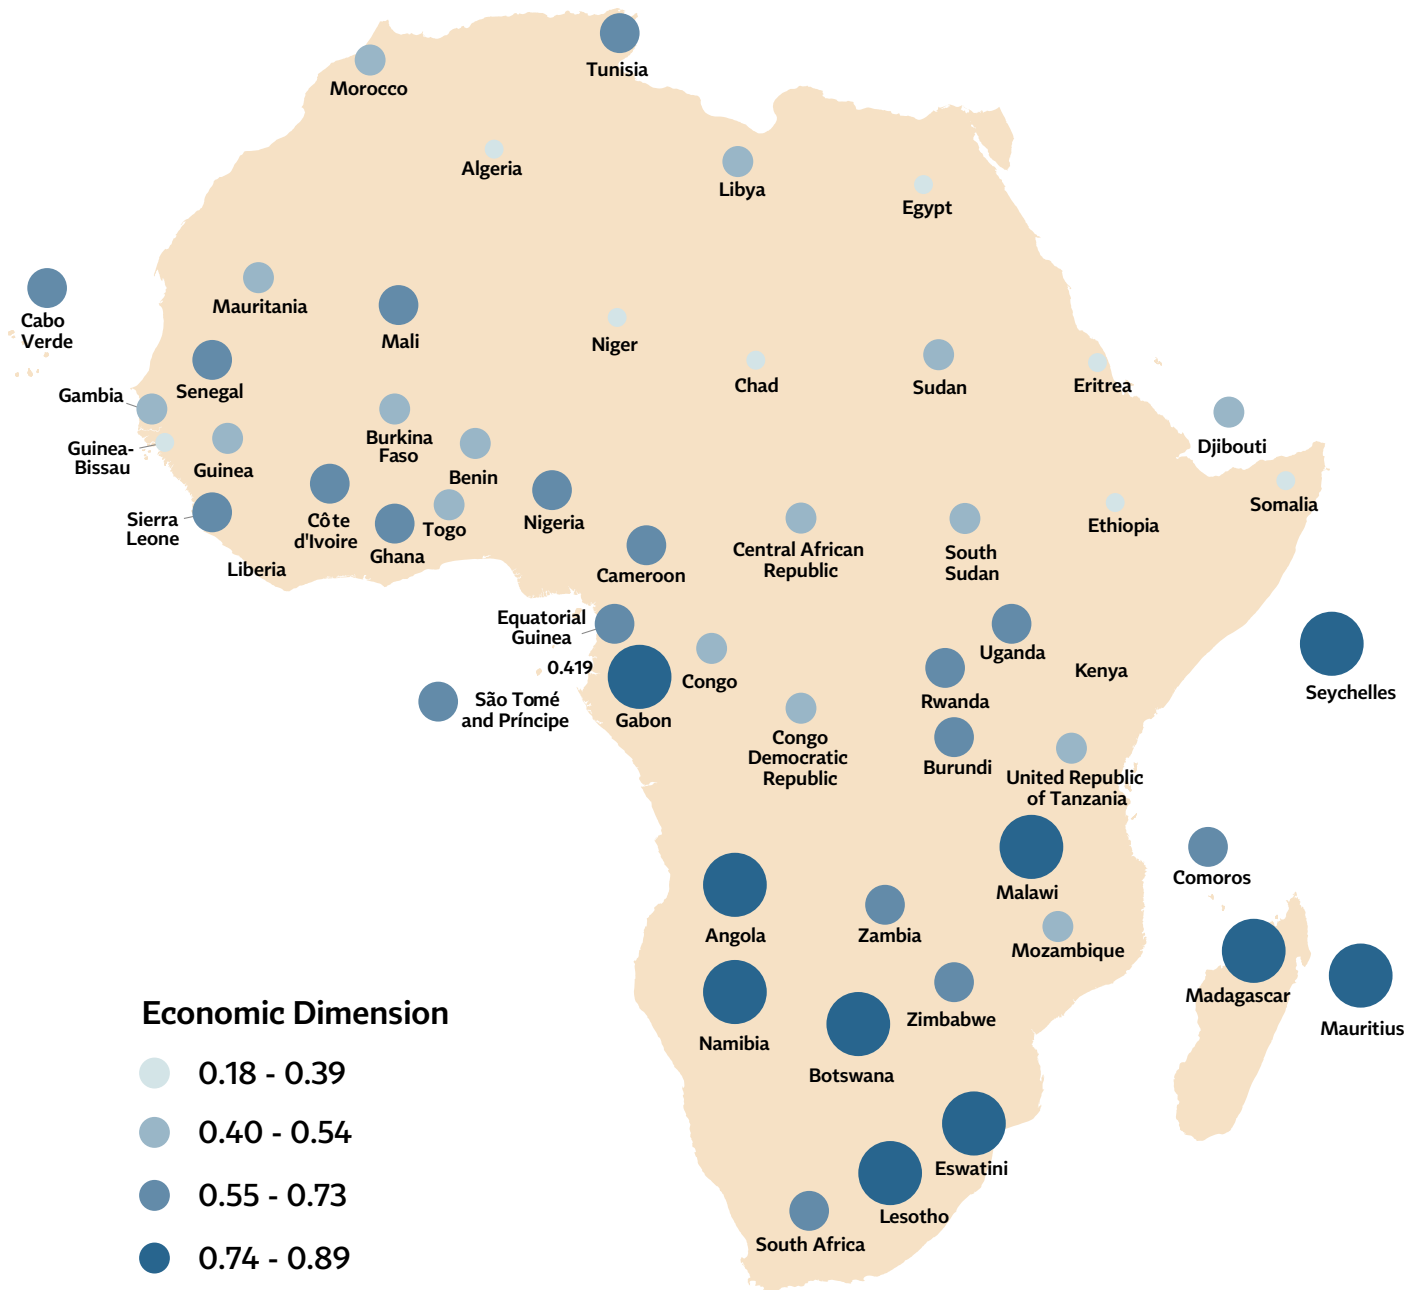 Tunisia
Morocco
Algeria
Libya
Egypt
Cabo
Verde
Mauritania
Mali
Niger
Chad
Sudan
Eritrea
Senegal
Gambia
Guinea-
Bissau
Guinea
Burkina
Faso
Benin
Djibouti
Somalia
Ethiopia
Sierra
Leone
Côte
d'Ivoire
Ghana
Togo
Nigeria
Liberia
Cameroon
Central African
Republic
South
Sudan
Equatorial
Guinea
0.419
Gabon
Congo
São Tomé
and Príncipe
Uganda
Kenya
Rwanda
Seychelles
Congo
Democratic
Republic
Burundi
United Republic
of Tanzania
Malawi
Comoros
Angola
Zambia
Mozambique
Madagascar
Mauritius
Namibia
Zimbabwe
Botswana
Eswatini
Lesotho
South Africa
Economic Dimension
0.18 - 0.39
0.40 - 0.54
0.55 - 0.73
0.74 - 0.89